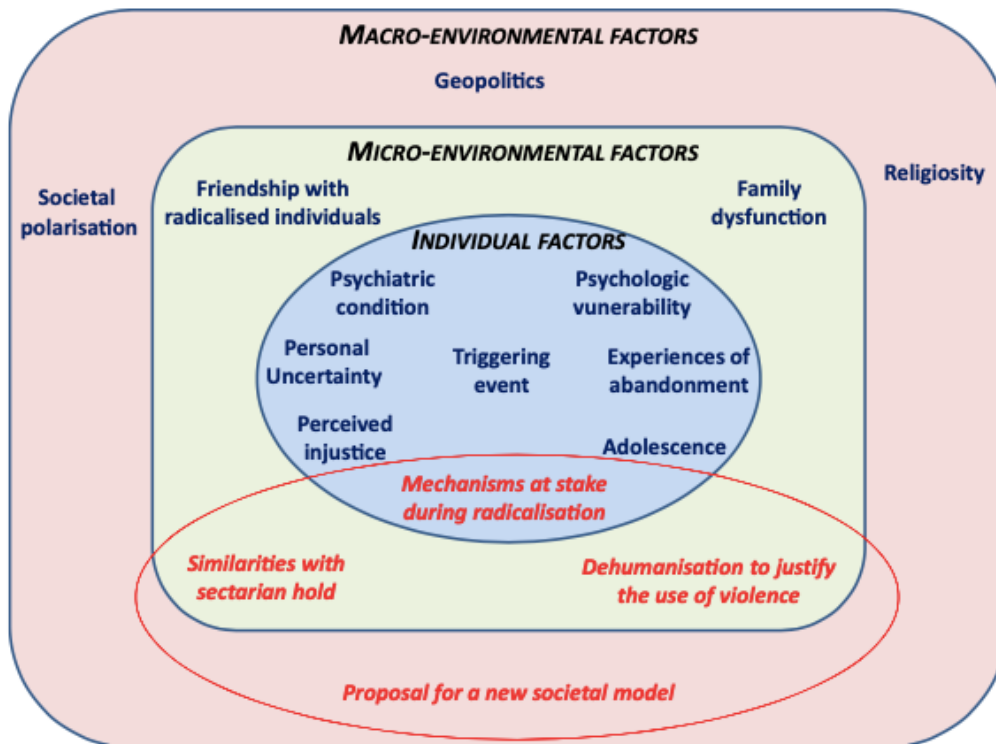 MACRO-ENVIRONMENTAL FACTORS
Geopolitics
Societal
polarisation
Religiosity
MICRO-ENVIRONMENTAL FACTORS
Friendship with
radicalised individuals
Family
dysfunction
INDIVIDUAL FACTORS
Psychiatric
condition
Psychologic
vunerability
Personal
Uncertainty
Triggering
event
Experiences of
abandonment
Perceived
injustice
Adolescence
Mechanisms at stake
during radicalisation
Similarities with
sectarian hold
Dehumanisation to justify
the use of violence
Proposal for a new societal model